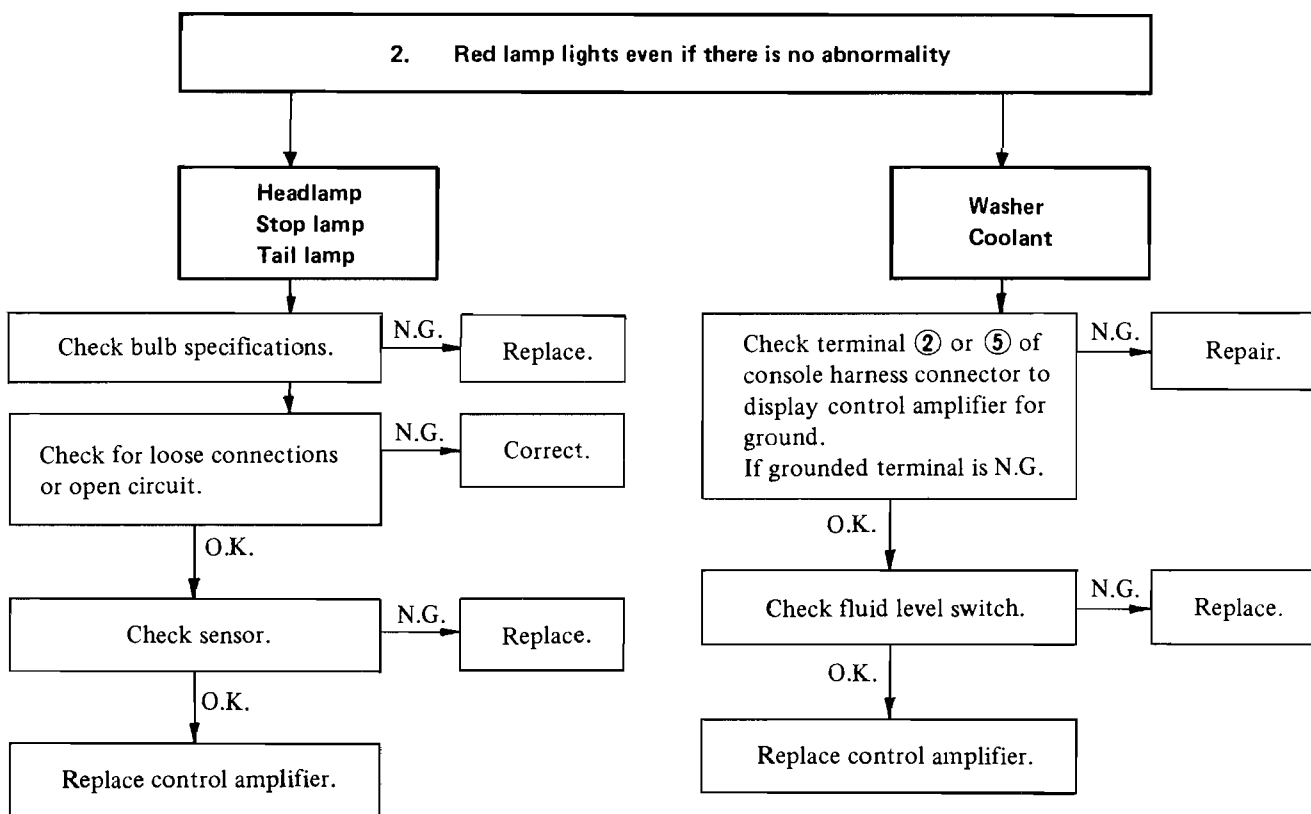 2. Red lamp lights even if there is no abnormality
Headlamp
Stop lamp
Tail lamp
Check bulb specifications.
N.G.
Replace.
Check for loose connections
or open circuit.
N.G.
Correct.
O.K.
Check sensor.
N.G.
Replace.
O.K.
Replace control amplifier.
Washer
Coolant
Check terminal ② or ⑤ of
console harness connector to
display control amplifier for
ground.
If grounded terminal is N.G.
N.G.
Repair.
O.K.
Check fluid level switch.
N.G.
Replace.
O.K.
Replace control amplifier.